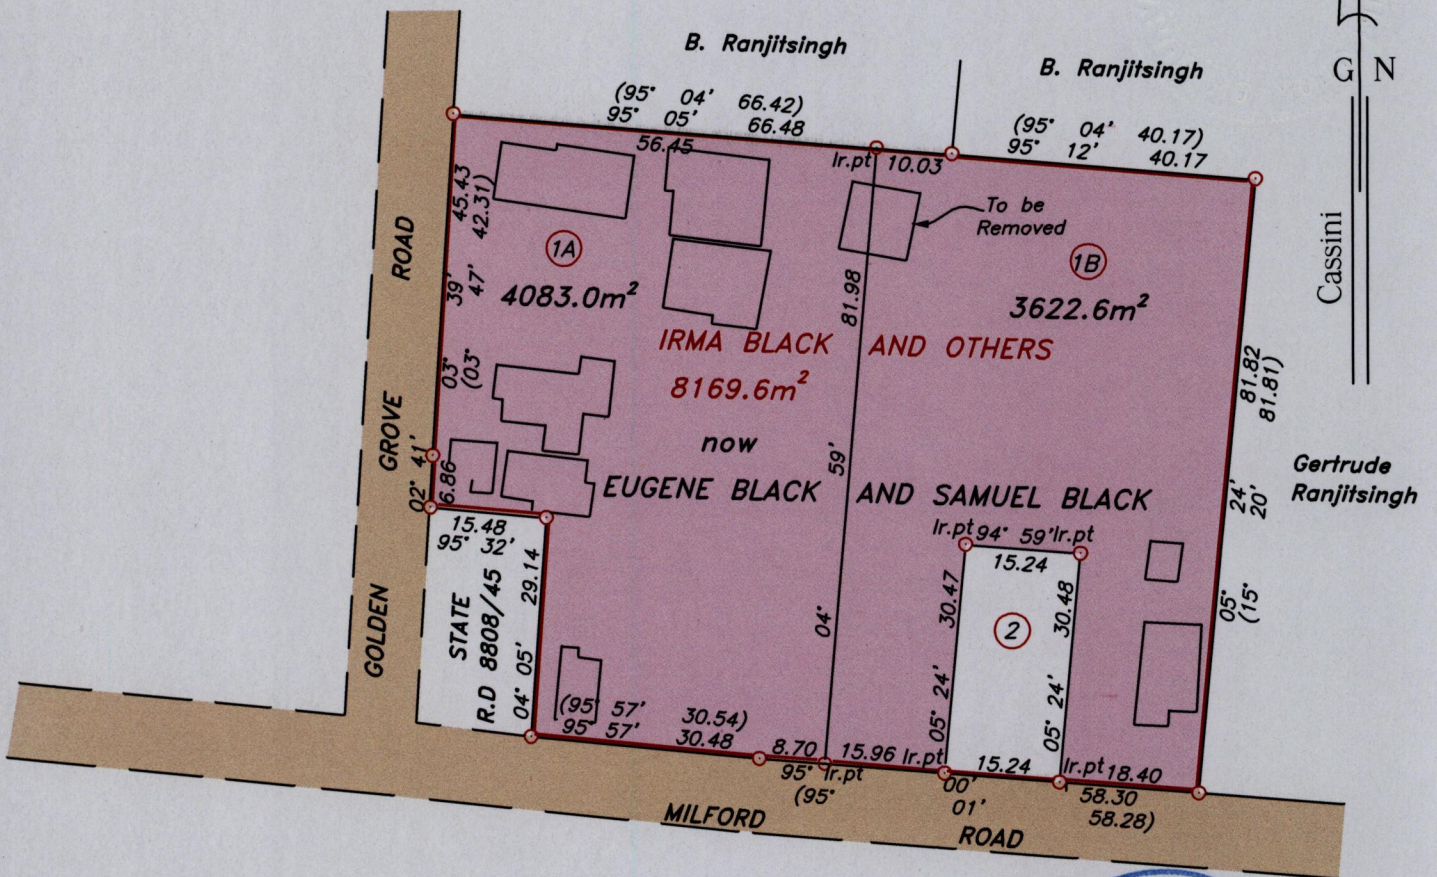 B. Ranjitsingh
B. Ranjitsingh
G N
Cassini
(95° 04' 66.42)
95° 05' 66.48
56.45
Ir.pt 10.03
(95° 04' 40.17)
95° 12' 40.17
To be
Removed
1A
4083.0m²
1B
3622.6m²
IRMA BLACK AND OTHERS
8169.6m²
now
EUGENE BLACK AND SAMUEL BLACK
03° 39' 45.43
(03° 47' 42.31)
81.98
04° 59'
05° 24' 81.82
(15° 20' 81.81)
Gertrude
Ranjitsingh
GOLDEN GROVE ROAD
02° 41'
6.86
15.48
95° 32'
STATE
R.D 8808/45
04° 05' 29.14
Ir.pt 94° 59' Ir.pt
15.24
05° 24' 30.47
2
05° 24' 30.48
(95° 57' 30.54)
95° 57' 30.48
8.70
15.96 Ir.pt
15.24
Ir.pt 18.40
Ir.pt
95° 00' 58.30
(95° 01' 58.28)
MILFORD ROAD